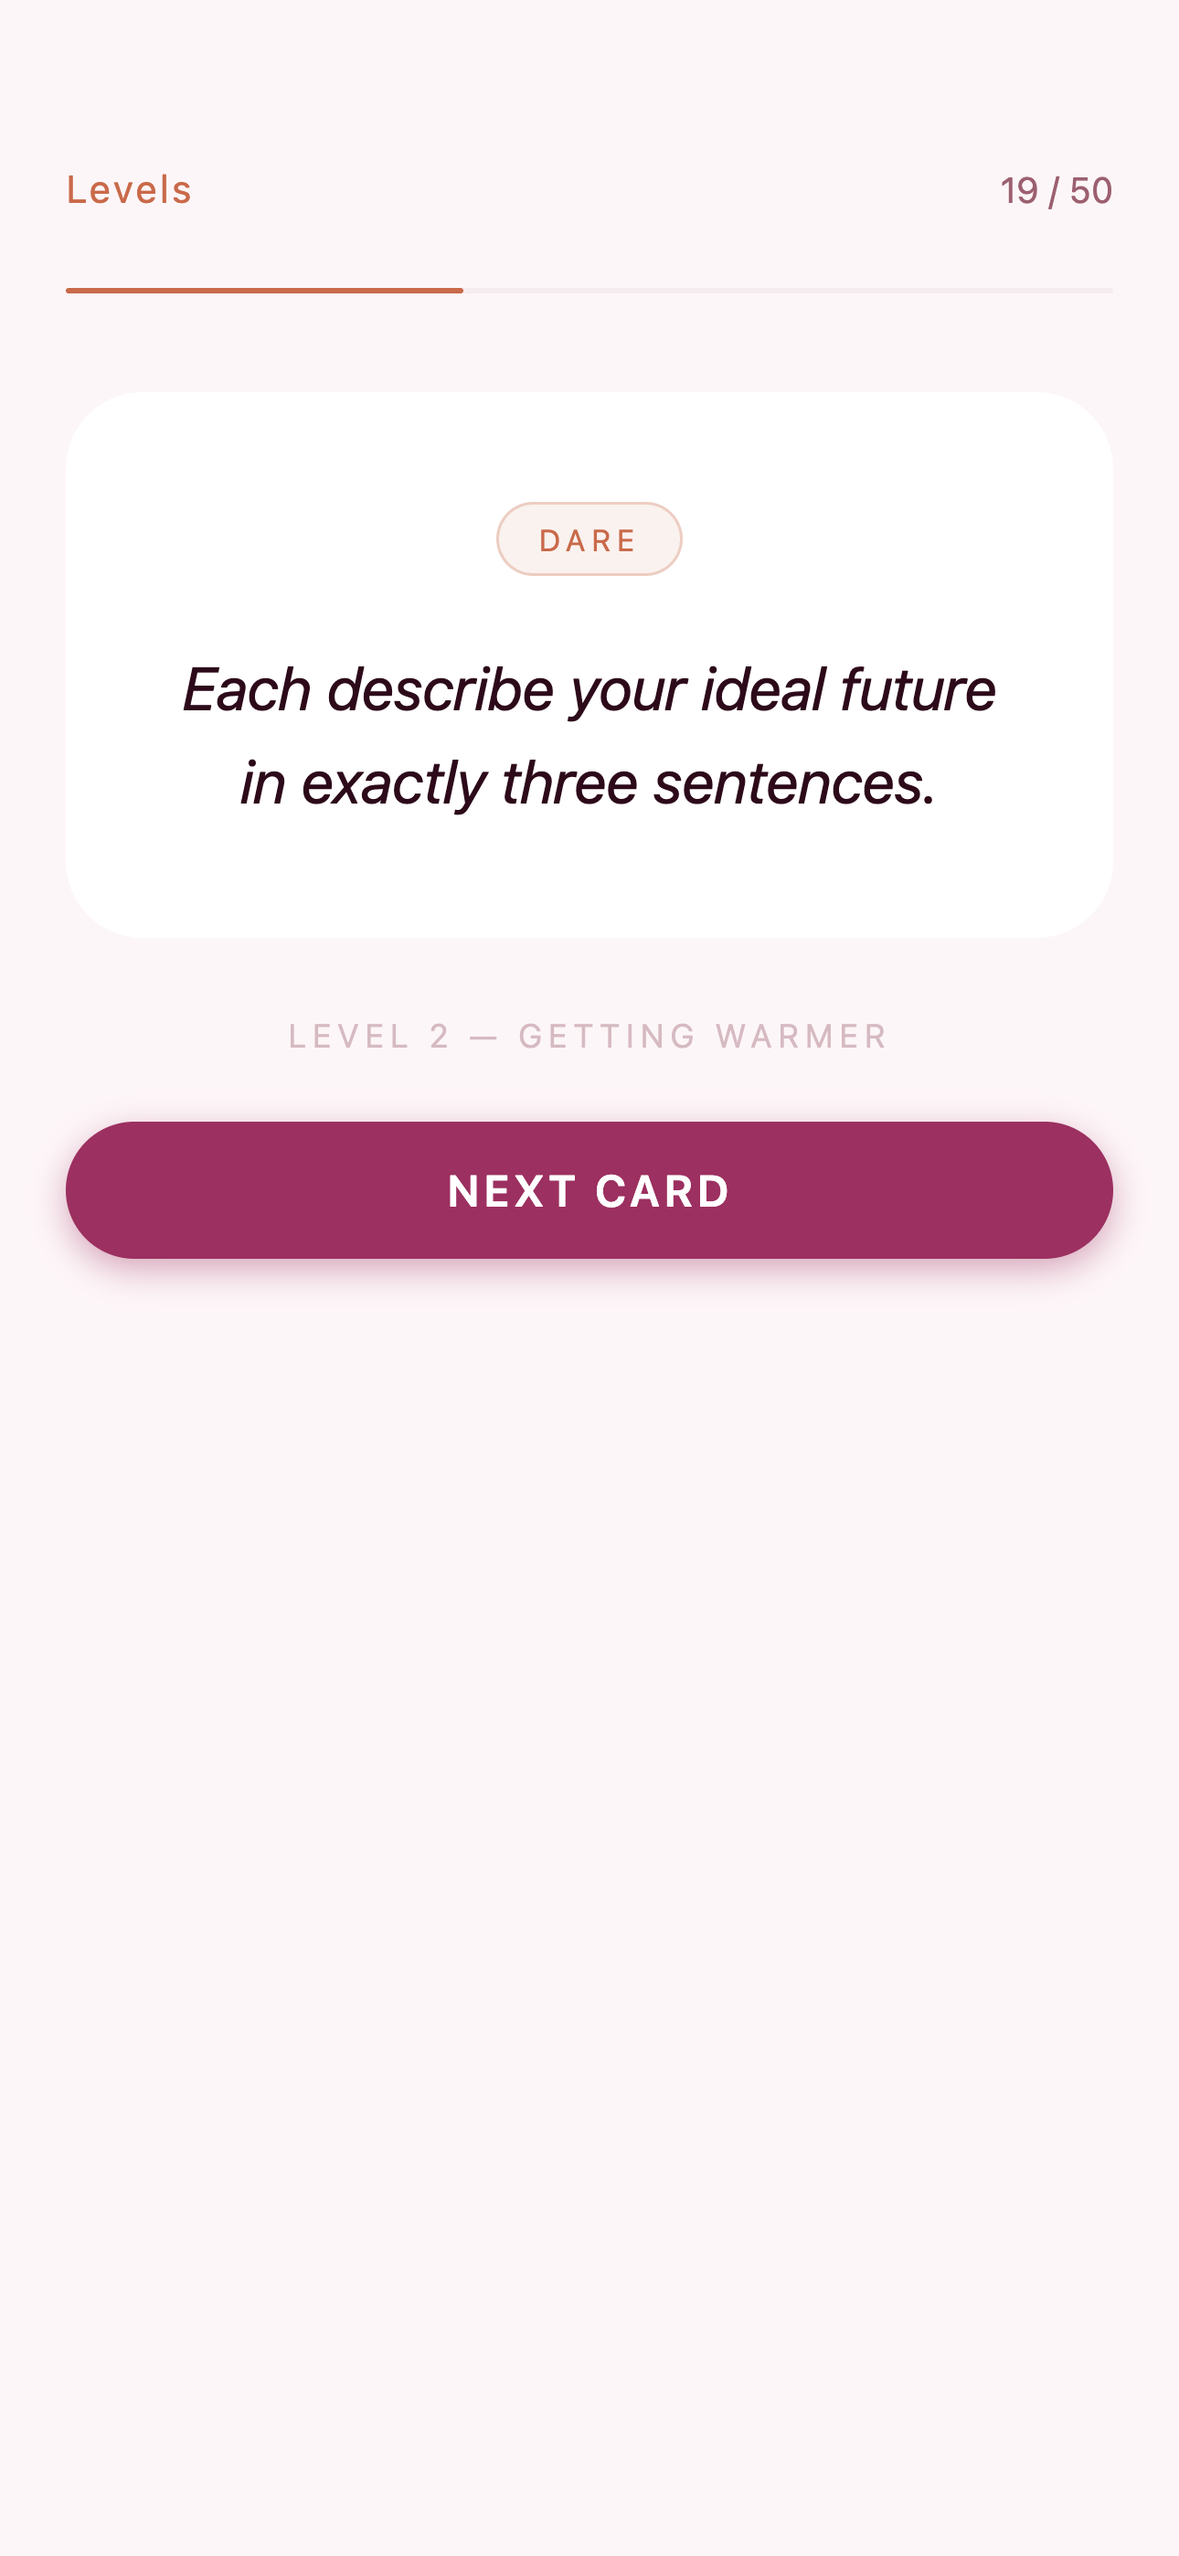 Levels
19 / 50
DARE
Each describe your ideal future
in exactly three sentences.
LEVEL 2 — GETTING WARMER
NEXT CARD